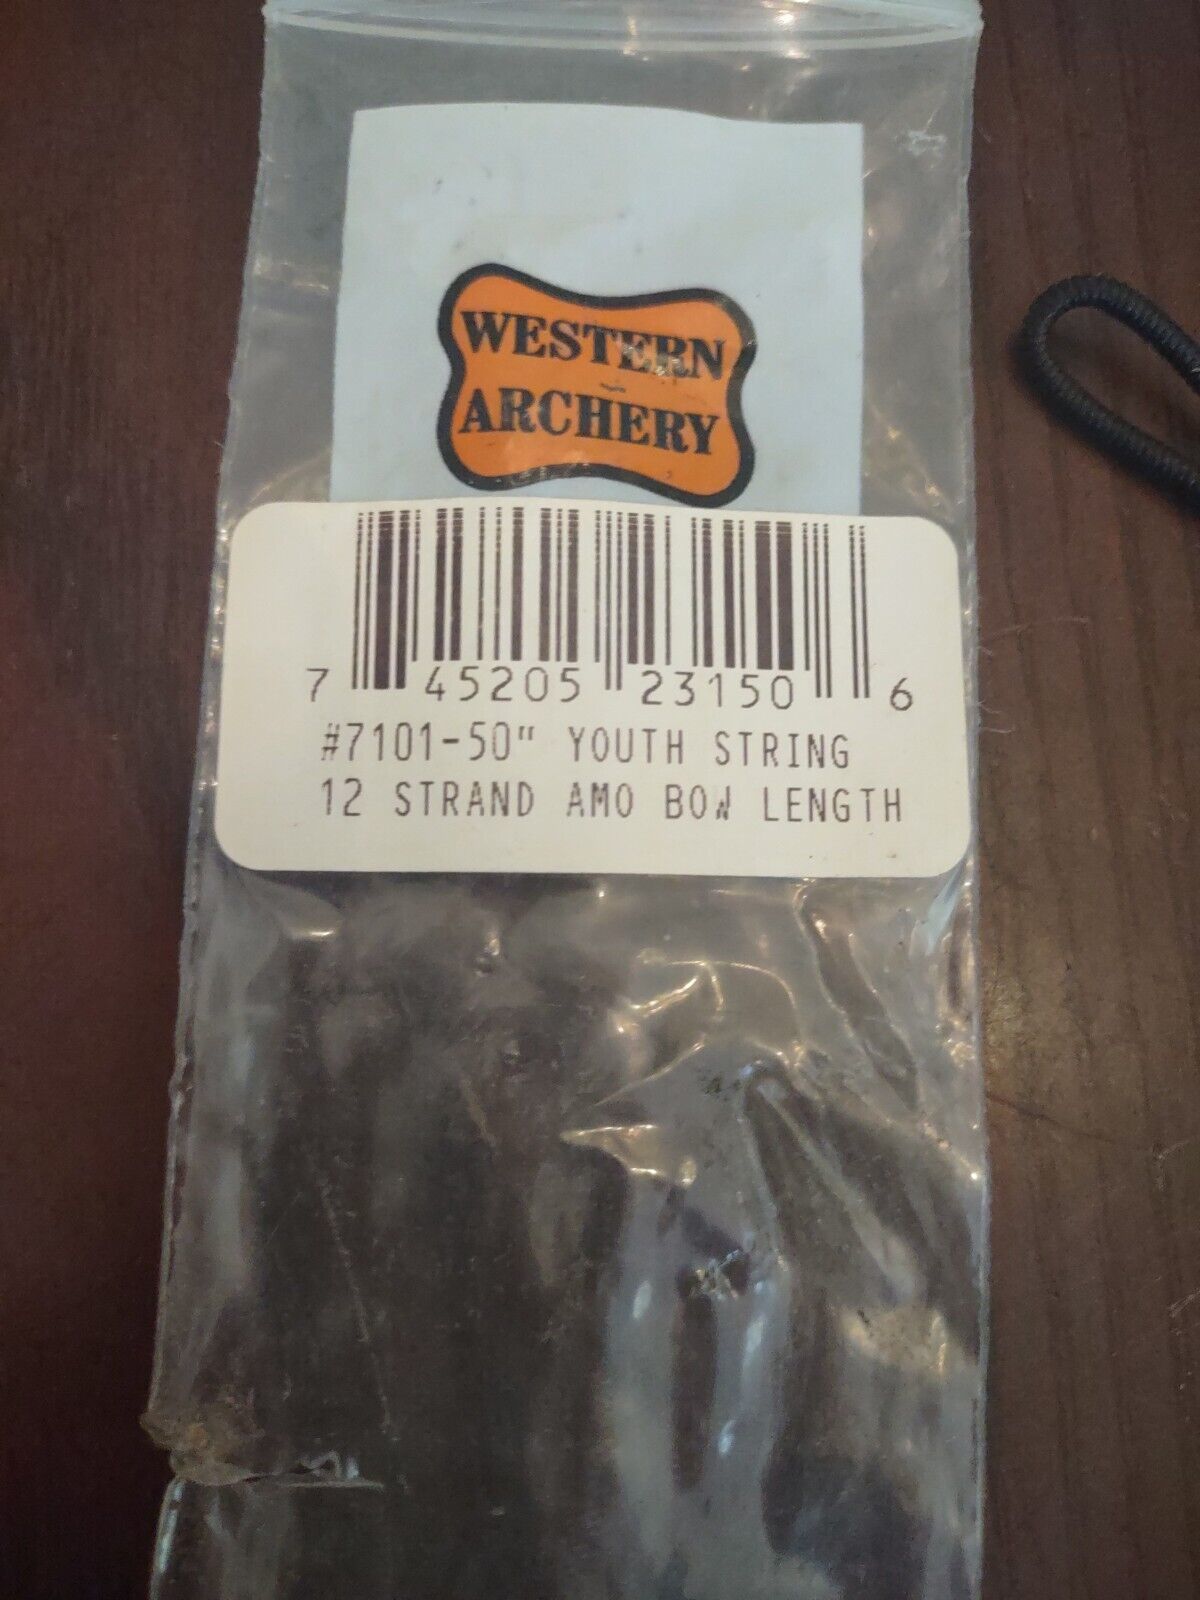 WESTERN
ARCHERY
7 45205 23150 6
#7101-50" YOUTH STRING
12 STRAND AMO BOW LENGTH